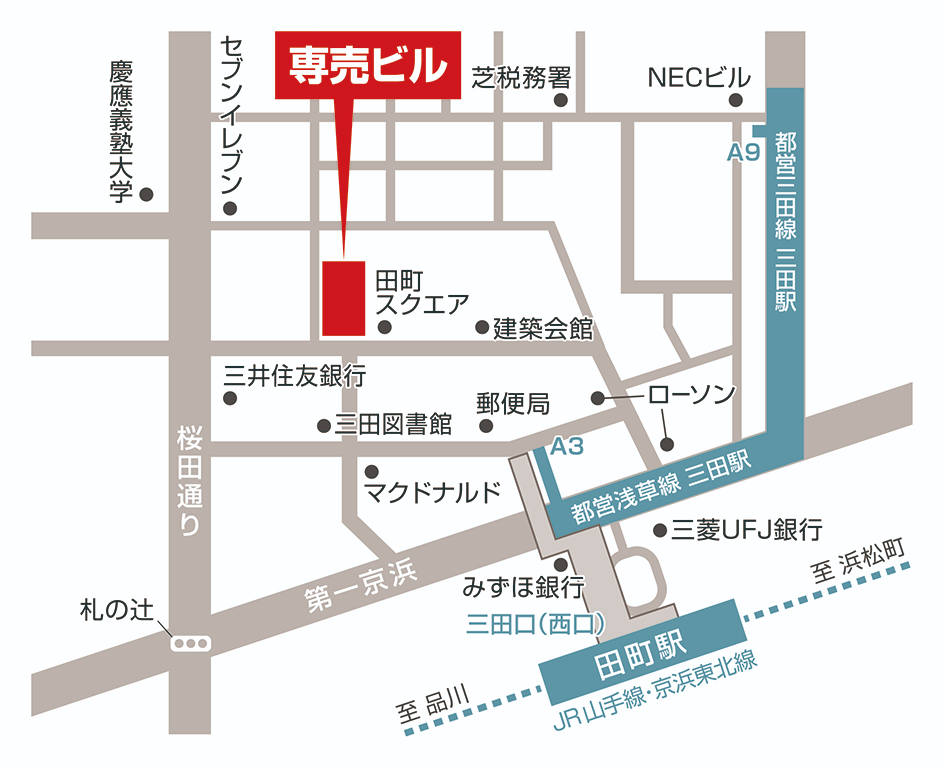 専売ビル
セブンイレブン
慶應義塾大学
芝税務署
NECビル
A9
都営三田線 三田駅
田町
スクエア
建築会館
三井住友銀行
三田図書館
郵便局
ローソン
桜田通り
A3
マクドナルド
都営浅草線 三田駅
三菱UFJ銀行
第一京浜
みずほ銀行
至 浜松町
札の辻
三田口(西口)
田町駅
JR山手線・京浜東北線
至 品川